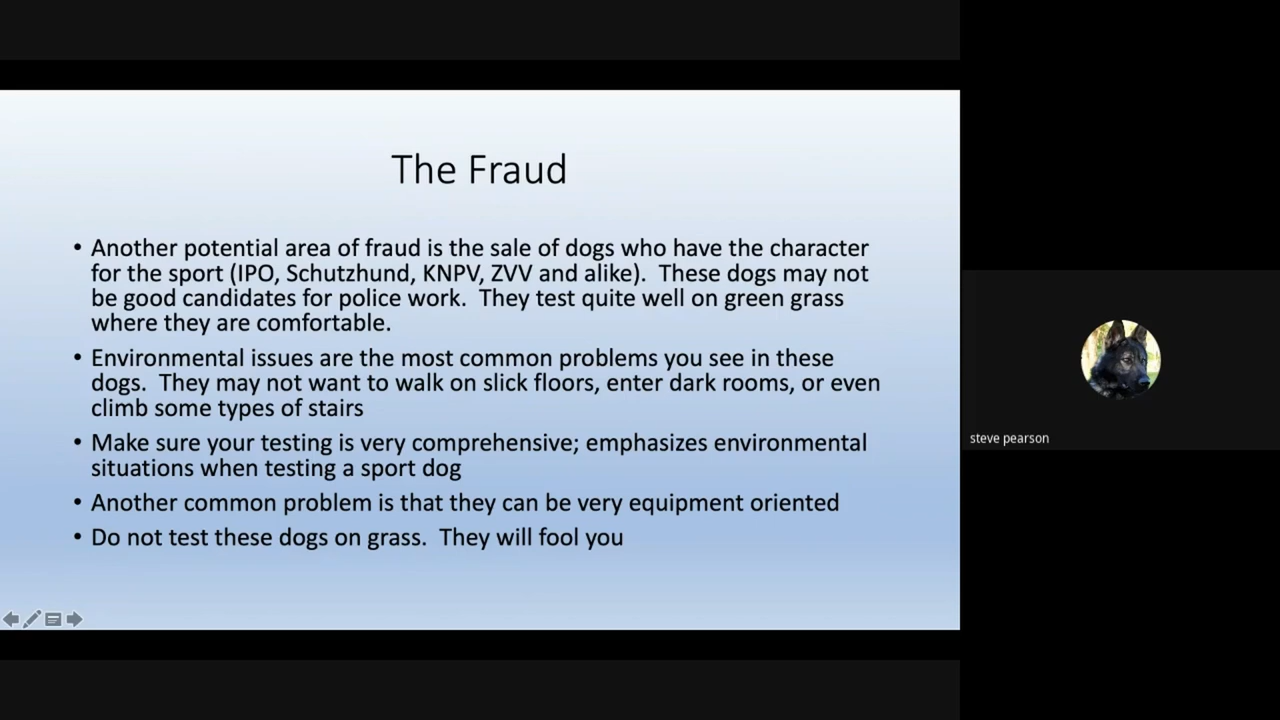 The Fraud
• Another potential area of fraud is the sale of dogs who have the character
for the sport (IPO, Schutzhund, KNPV, ZVV and alike).  These dogs may not
be good candidates for police work.  They test quite well on green grass
where they are comfortable.
• Environmental issues are the most common problems you see in these
dogs.  They may not want to walk on slick floors, enter dark rooms, or even
climb some types of stairs
• Make sure your testing is very comprehensive; emphasizes environmental
situations when testing a sport dog
• Another common problem is that they can be very equipment oriented
• Do not test these dogs on grass.  They will fool you
steve pearson